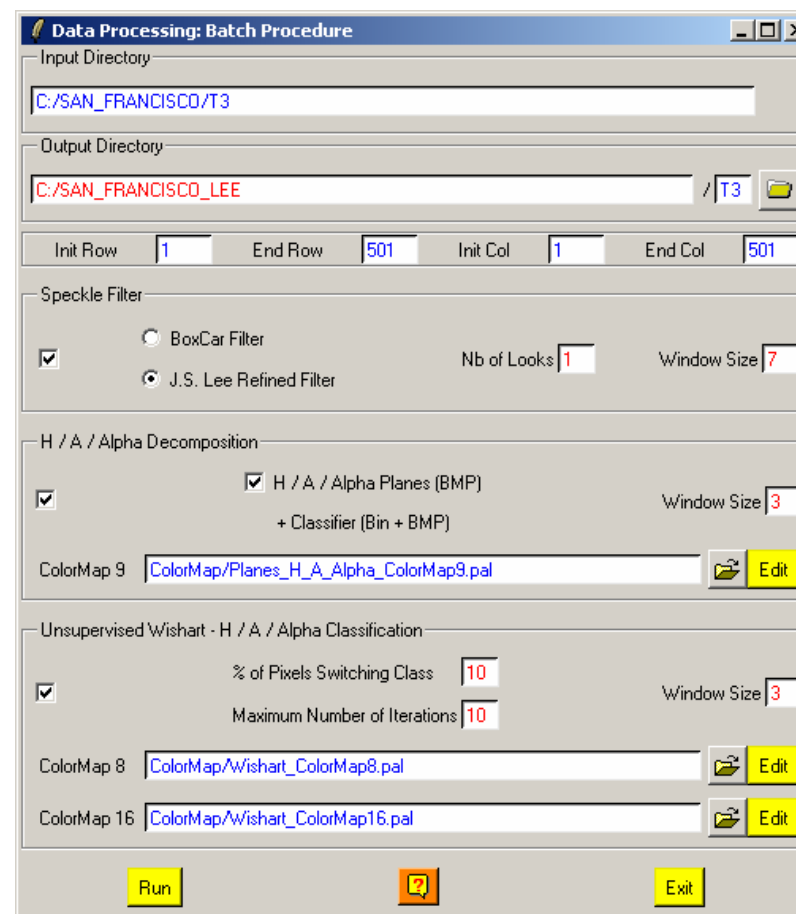 Data Processing: Batch Procedure
Input Directory
C:/SAN_FRANCISCO/T3
Output Directory
C:/SAN_FRANCISCO_LEE / T3
Init Row 1 End Row 501 Init Col 1 End Col 501
Speckle Filter
BoxCar Filter
J.S. Lee Refined Filter
Nb of Looks 1 Window Size 7
H / A / Alpha Decomposition
H / A / Alpha Planes (BMP)
+ Classifier (Bin + BMP)
Window Size 3
ColorMap 9 ColorMap/Planes_H_A_Alpha_ColorMap9.pal Edit
Unsupervised Wishart - H / A / Alpha Classification
% of Pixels Switching Class 10
Maximum Number of Iterations 10
Window Size 3
ColorMap 8 ColorMap/Wishart_ColorMap8.pal Edit
ColorMap 16 ColorMap/Wishart_ColorMap16.pal Edit
Run ? Exit